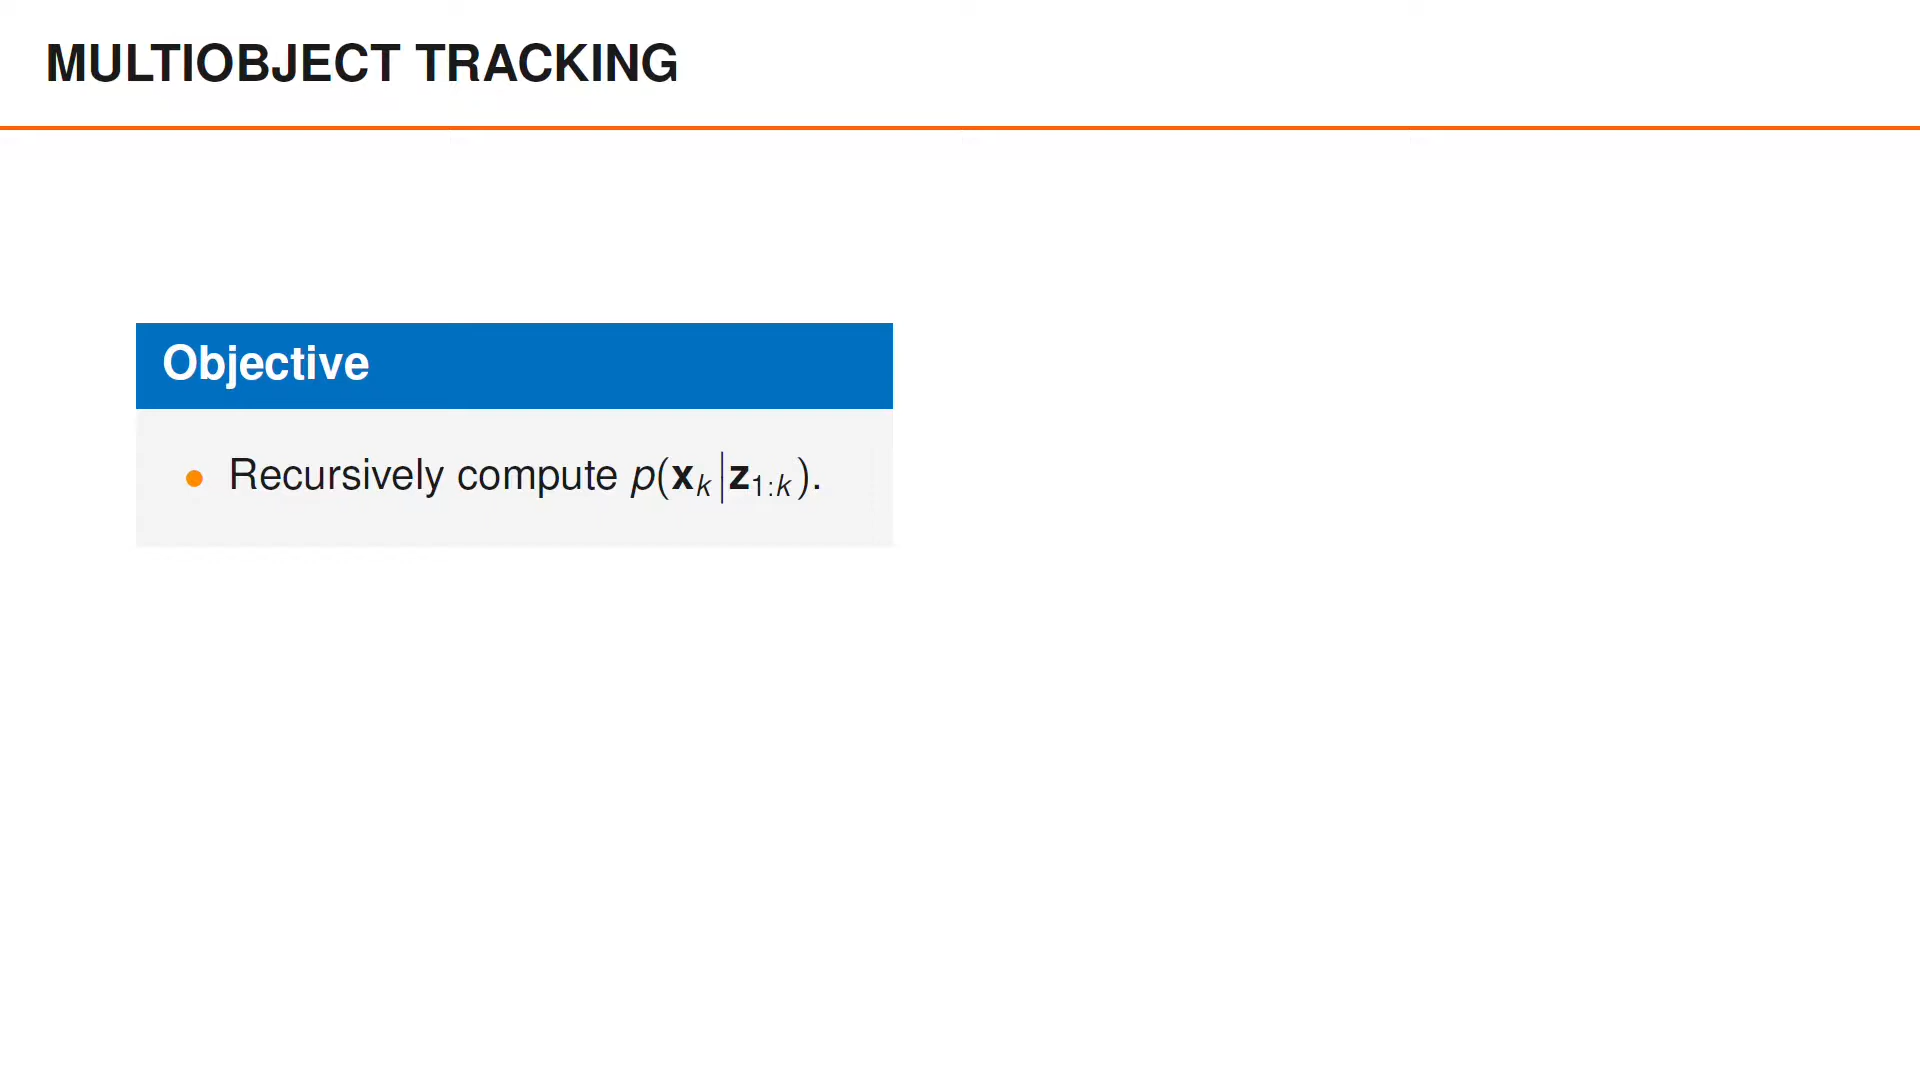 MULTIOBJECT TRACKING
Objective
• Recursively compute p(𝐱ₖ|𝐳₁:ₖ).